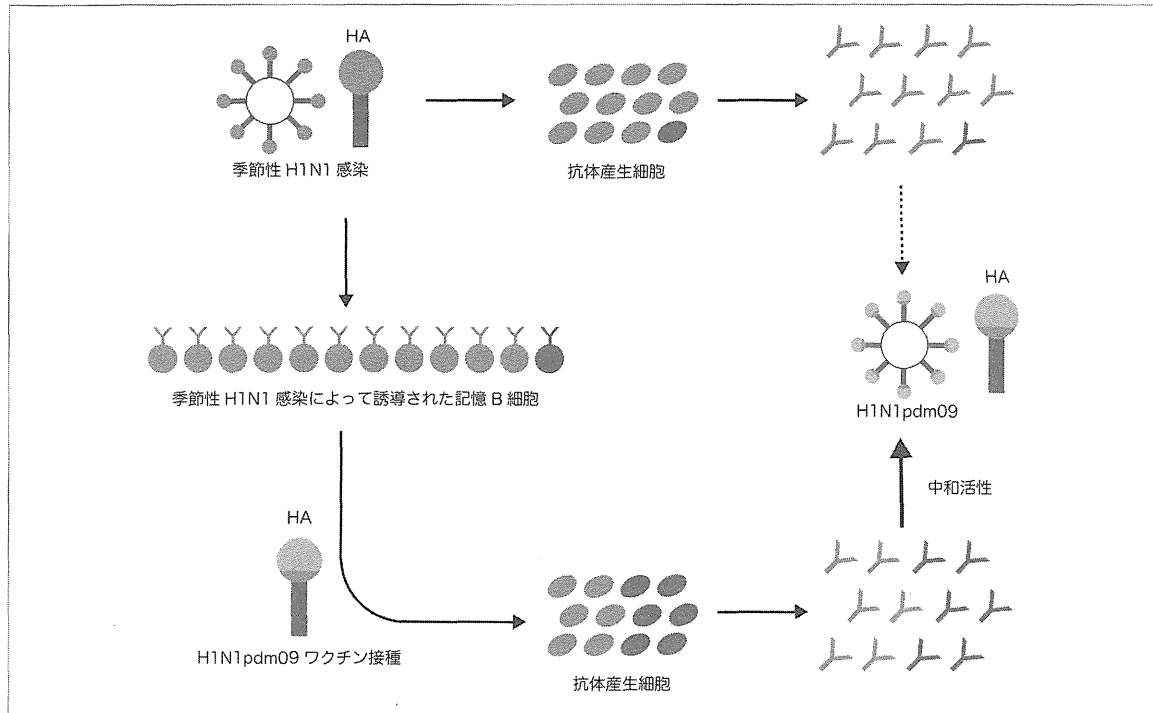 HA
季節性 H1N1 感染
抗体産生細胞
HA
季節性 H1N1 感染によって誘導された記憶 B 細胞
H1N1pdm09
中和活性
HA
H1N1pdm09 ワクチン接種
抗体産生細胞